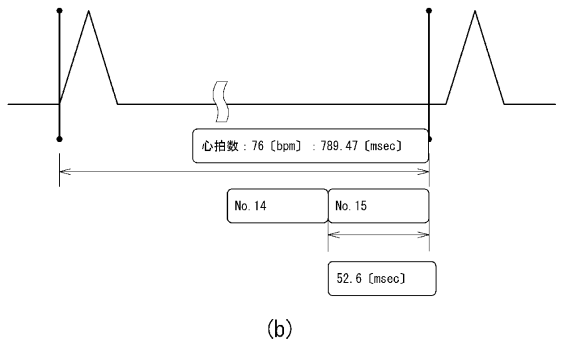 心拍数：76〔bpm〕：789.47〔msec〕
No.14
No.15
52.6〔msec〕
(b)